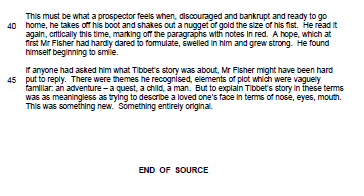 This must be what a prospector feels when, discouraged and bankrupt and ready to go
40 home, he takes off his boot and shakes out a nugget of gold the size of his fist. He read it
again, critically this time, marking off the paragraphs with notes in red. A hope, which at
first Mr Fisher had hardly dared to formulate, swelled in him and grew strong. He found
himself beginning to smile.
If anyone had asked him what Tibbet's story was about, Mr Fisher might have been hard
45 put to reply. There were themes he recognised, elements of plot which were vaguely
familiar: an adventure – a quest, a child, a man. But to explain Tibbet's story in these terms
was as meaningless as trying to describe a loved one's face in terms of nose, eyes, mouth.
This was something new. Something entirely original.
END OF SOURCE